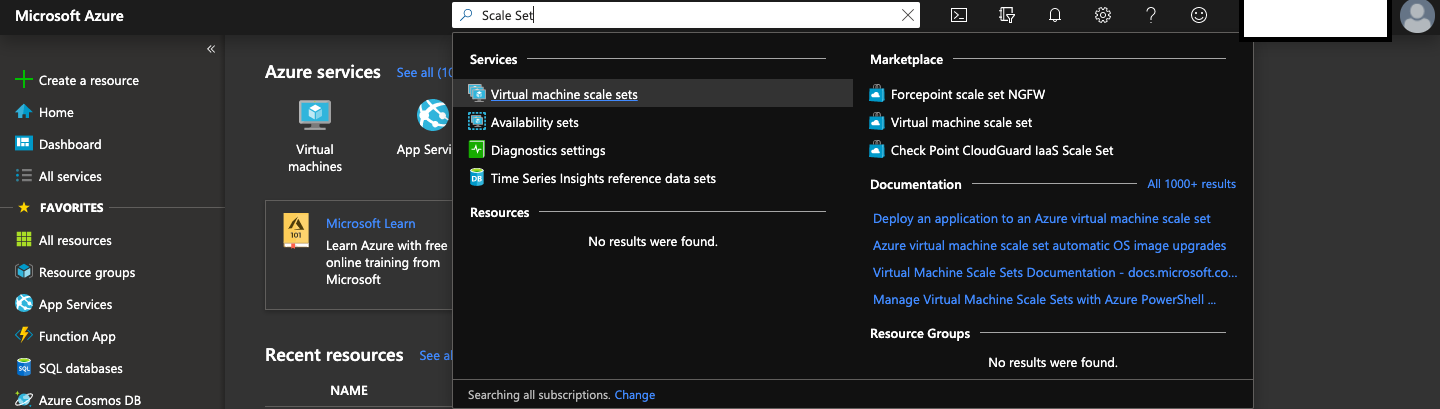 Microsoft Azure
Scale Set
«
Create a resource
Home
Dashboard
All services
FAVORITES
All resources
Resource groups
App Services
Function App
SQL databases
Azure Cosmos DB
Azure services
See all (10
Virtual
machines
App Servi
101
Microsoft Learn
Learn Azure with free
online training from
Microsoft
Recent resources
See al
NAME
Services
Virtual machine scale sets
Availability sets
Diagnostics settings
Time Series Insights reference data sets
Resources
No results were found.
Marketplace
Forcepoint scale set NGFW
Virtual machine scale set
Check Point CloudGuard IaaS Scale Set
Documentation
All 1000+ results
Deploy an application to an Azure virtual machine scale set
Azure virtual machine scale set automatic OS image upgrades
Virtual Machine Scale Sets Documentation - docs.microsoft.co...
Manage Virtual Machine Scale Sets with Azure PowerShell ...
Resource Groups
No results were found.
Searching all subscriptions. Change